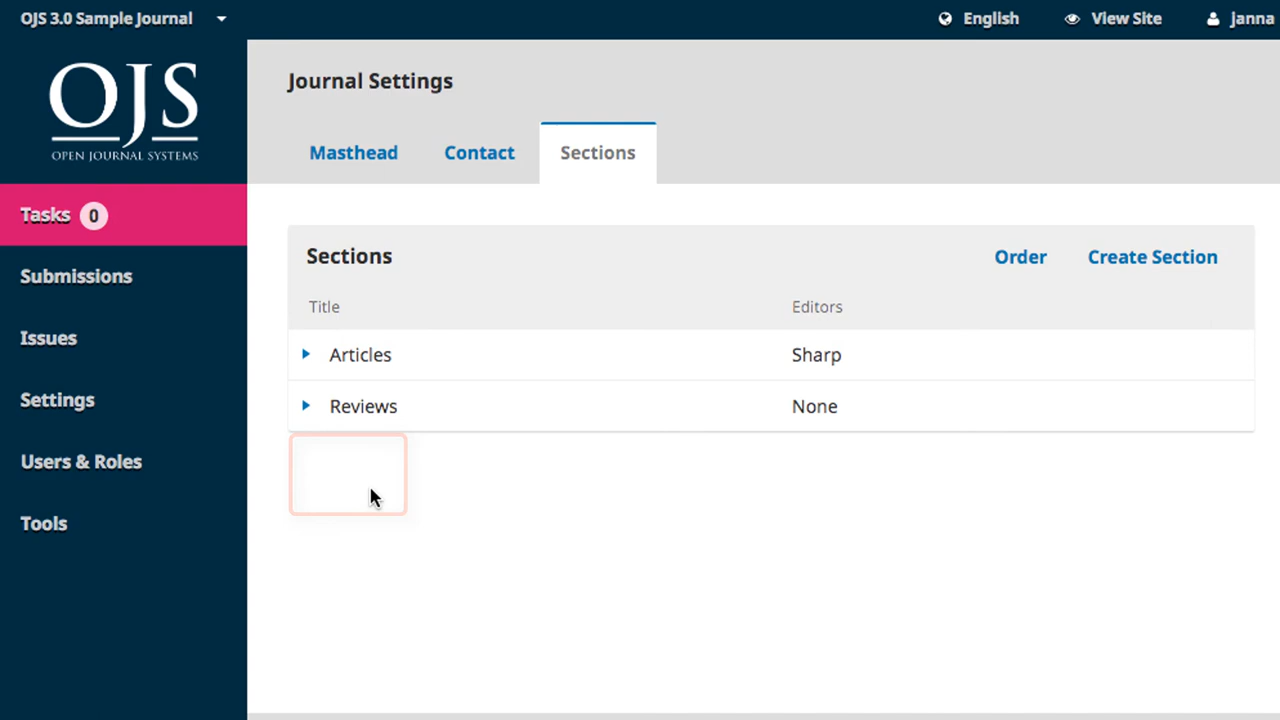 OJS 3.0 Sample Journal
English
View Site
janna
OJS
OPEN JOURNAL SYSTEMS
Tasks 0
Submissions
Issues
Settings
Users & Roles
Tools
Journal Settings
Masthead
Contact
Sections
Sections
Order
Create Section
Title
Editors
Articles
Sharp
Reviews
None